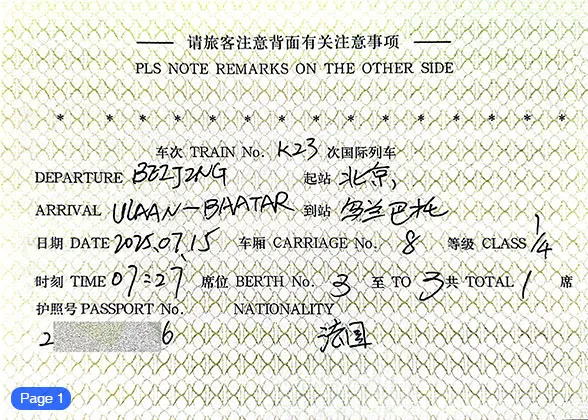 请旅客注意背面有关注意事项
PLS NOTE REMARKS ON THE OTHER SIDE
* * * * * * * * * * * * * * * * * *
车次 TRAIN No. K23 次国际列车
DEPARTURE BEIJING 起站 北京
ARRIVAL ULAAN-BAATAR 到站 乌兰巴托
日期 DATE 2025.07.15 车厢 CARRIAGE No. 8 等级 CLASS 1/4
时刻 TIME 07:27 席位 BERTH No. 3 至 TO 3 共 TOTAL 1 席
护照号 PASSPORT No. NATIONALITY
2 6 法国
Page 1